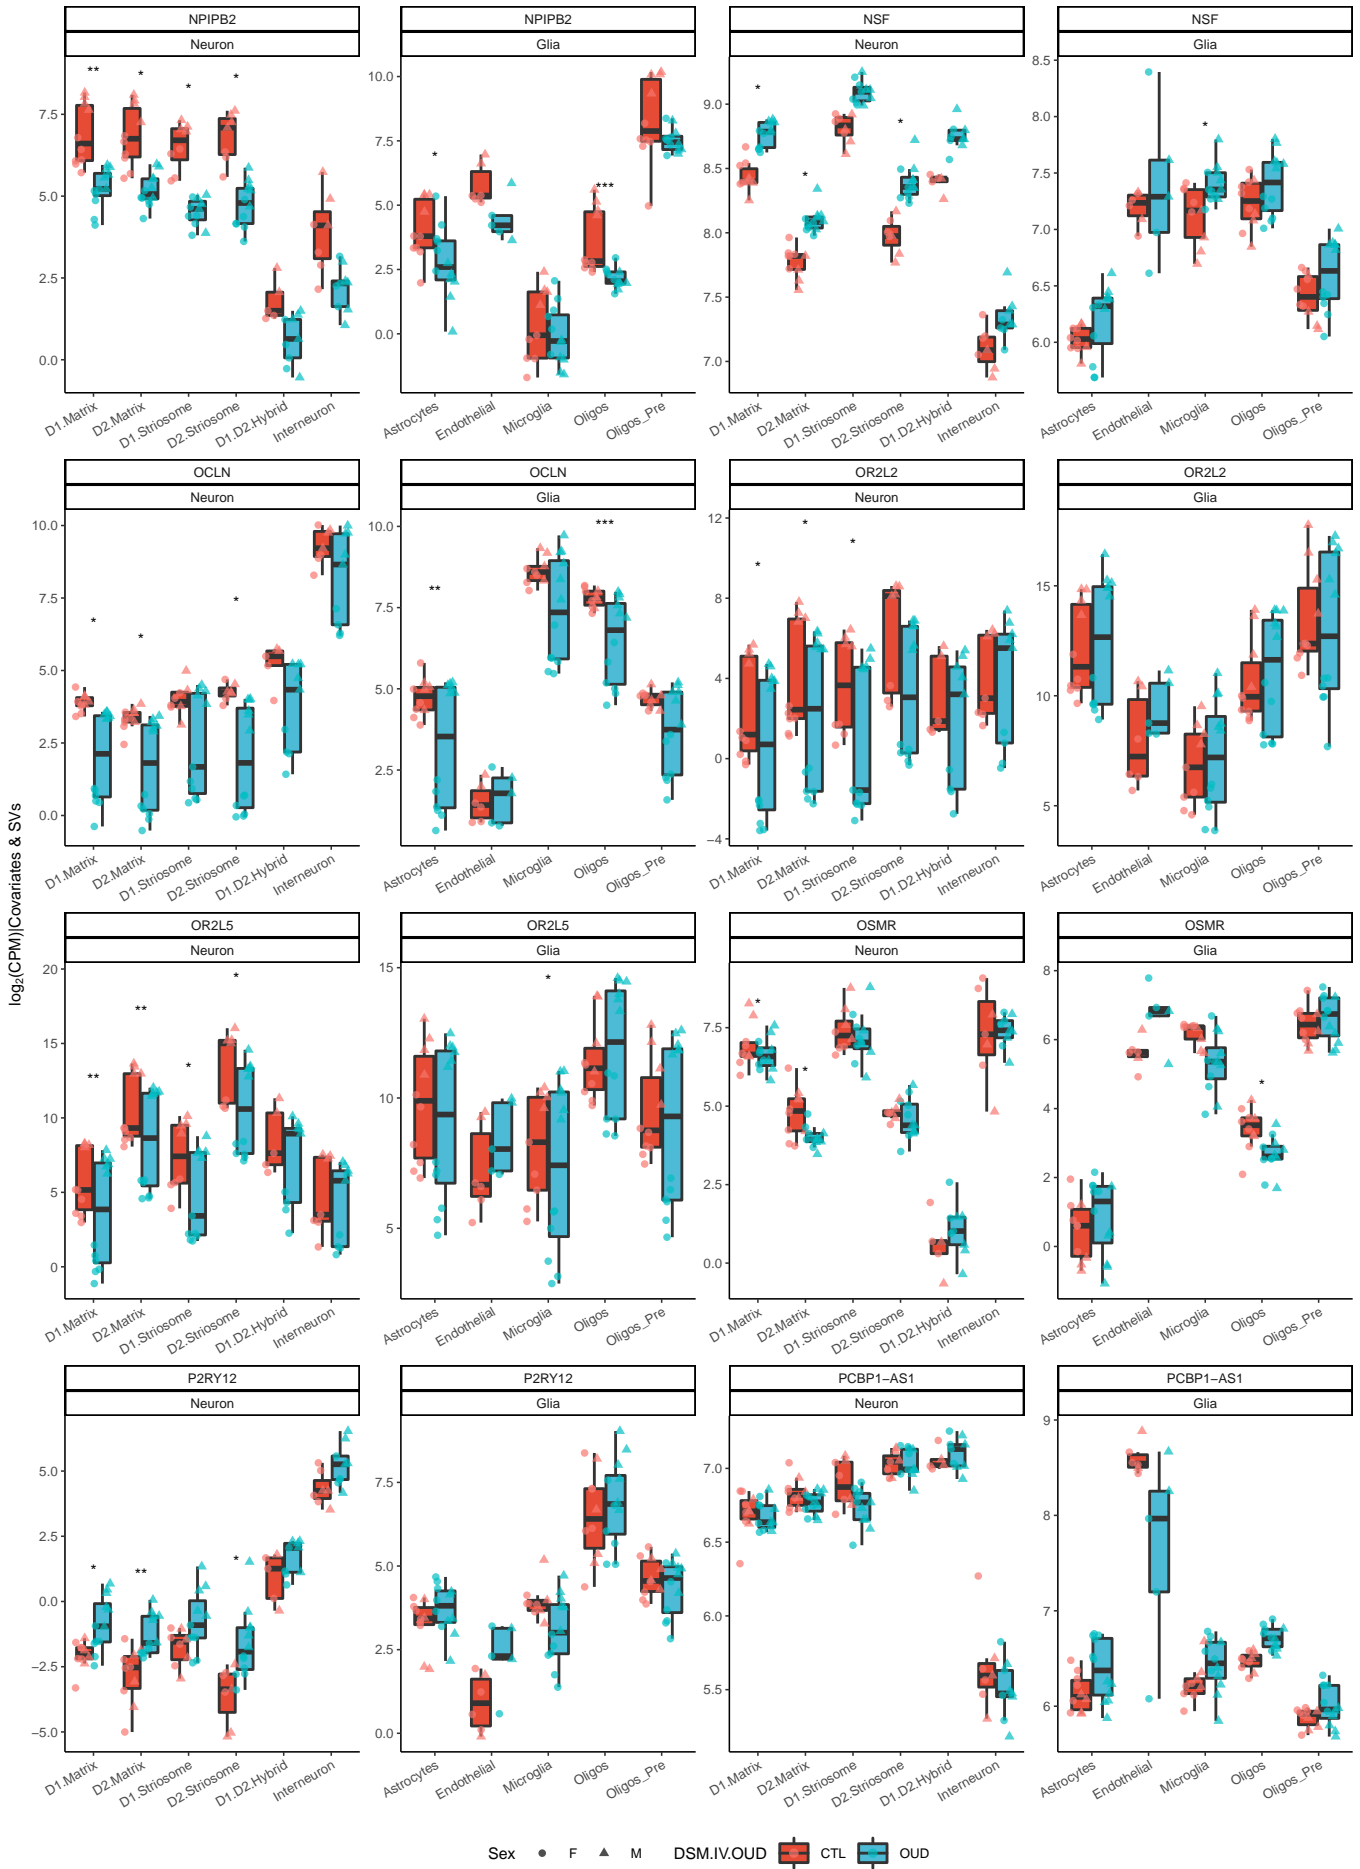 NPIPB2 NPIPB2 NSF NSF
Neuron Glia Neuron Glia
** * * *
7.5
5.0
2.5
0.0
* ***
10.0
7.5
5.0
2.5
0.0
* * *
9.0
8.5
8.0
7.5
7.0
*
8.5
8.0
7.5
7.0
6.5
6.0
D1.Matrix D2.Matrix D1.Striosome D2.Striosome D1.D2.Hybrid Interneuron
Astrocytes Endothelial Microglia Oligos Oligos_Pre
D1.Matrix D2.Matrix D1.Striosome D2.Striosome D1.D2.Hybrid Interneuron
Astrocytes Endothelial Microglia Oligos Oligos_Pre
OCLN OCLN OR2L2 OR2L2
Neuron Glia Neuron Glia
* * *
10.0
7.5
5.0
2.5
0.0
** ***
10.0
7.5
5.0
2.5
* * *
12
8
4
0
−4
15
10
5
D1.Matrix D2.Matrix D1.Striosome D2.Striosome D1.D2.Hybrid Interneuron
Astrocytes Endothelial Microglia Oligos Oligos_Pre
D1.Matrix D2.Matrix D1.Striosome D2.Striosome D1.D2.Hybrid Interneuron
Astrocytes Endothelial Microglia Oligos Oligos_Pre
log₂(CPM)|Covariates & SVs
OR2L5 OR2L5 OSMR OSMR
Neuron Glia Neuron Glia
** ** * *
20
15
10
5
0
*
15
10
5
* *
7.5
5.0
2.5
0.0
*
8
6
4
2
0
D1.Matrix D2.Matrix D1.Striosome D2.Striosome D1.D2.Hybrid Interneuron
Astrocytes Endothelial Microglia Oligos Oligos_Pre
D1.Matrix D2.Matrix D1.Striosome D2.Striosome D1.D2.Hybrid Interneuron
Astrocytes Endothelial Microglia Oligos Oligos_Pre
P2RY12 P2RY12 PCBP1−AS1 PCBP1−AS1
Neuron Glia Neuron Glia
* ** *
5.0
2.5
0.0
−2.5
−5.0
7.5
5.0
2.5
0.0
7.0
6.5
6.0
5.5
9
8
7
6
D1.Matrix D2.Matrix D1.Striosome D2.Striosome D1.D2.Hybrid Interneuron
Astrocytes Endothelial Microglia Oligos Oligos_Pre
D1.Matrix D2.Matrix D1.Striosome D2.Striosome D1.D2.Hybrid Interneuron
Astrocytes Endothelial Microglia Oligos Oligos_Pre
Sex F M DSM.IV.OUD CTL OUD